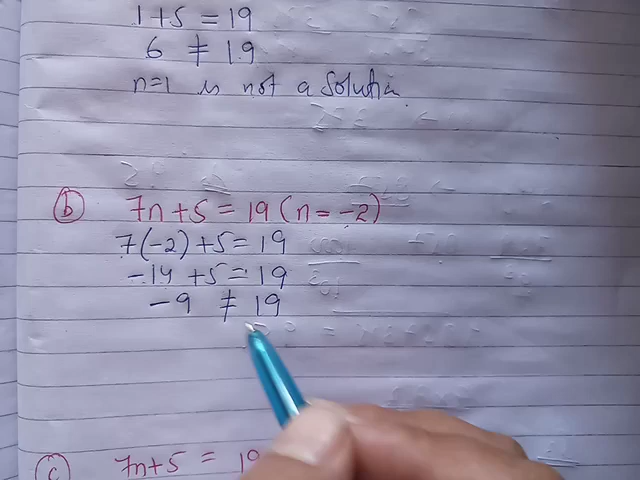 1+5 = 19
6 ≠ 19
n=1 is not a Solution
b 7n+5 = 19 (n = -2)
7(-2) +5 = 19
-14 +5 = 19
-9 ≠ 19
c 7n+5 = 19